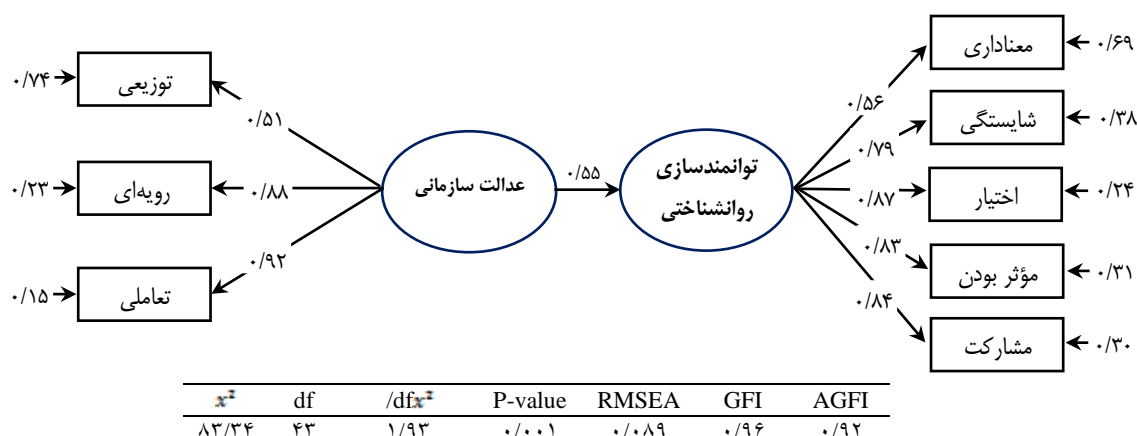 معناداری
۰/۶۹
۰/۷۴
توزیعی
۰/۵۶
۰/۵۱
شایستگی
۰/۳۸
۰/۷۹
توانمندسازی
روانشناختی
۰/۵۵
عدالت سازمانی
۰/۸۸
رویه‌ای
۰/۲۳
۰/۸۷
اختیار
۰/۲۴
۰/۸۳
مؤثر بودن
۰/۳۱
۰/۹۲
تعاملی
۰/۱۵
۰/۸۴
مشارکت
۰/۳۰
x² df /dfx² P-value RMSEA GFI AGFI
۸۳/۳۴ ۴۳ ۱/۹۳ ۰/۰۰۱ ۰/۰۸۹ ۰/۹۶ ۰/۹۲